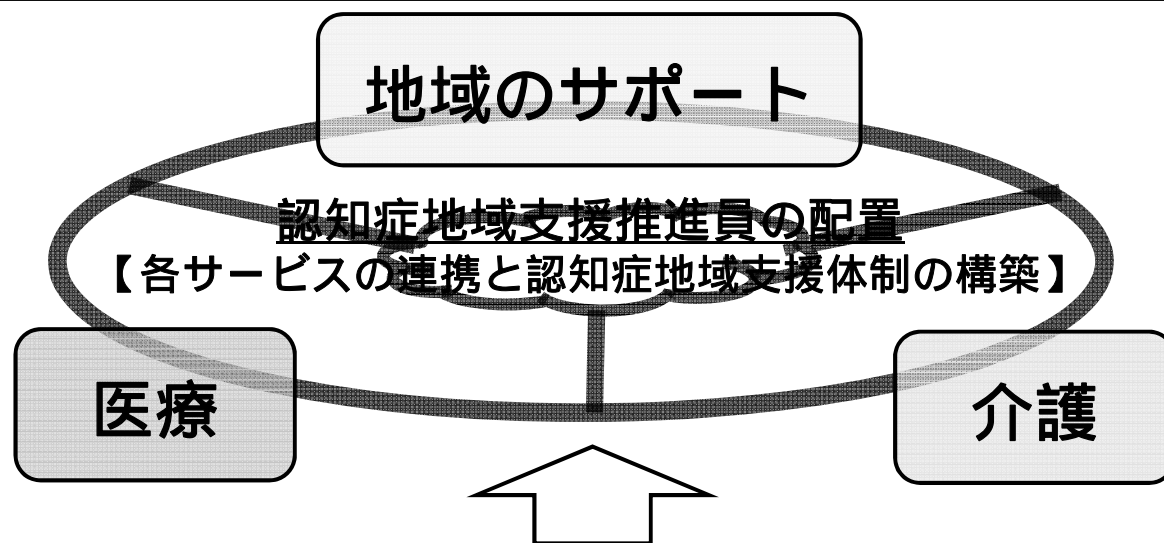 地域のサポート
認知症地域支援推進員の配置
【各サービスの連携と認知症地域支援体制の構築】
医療
介護